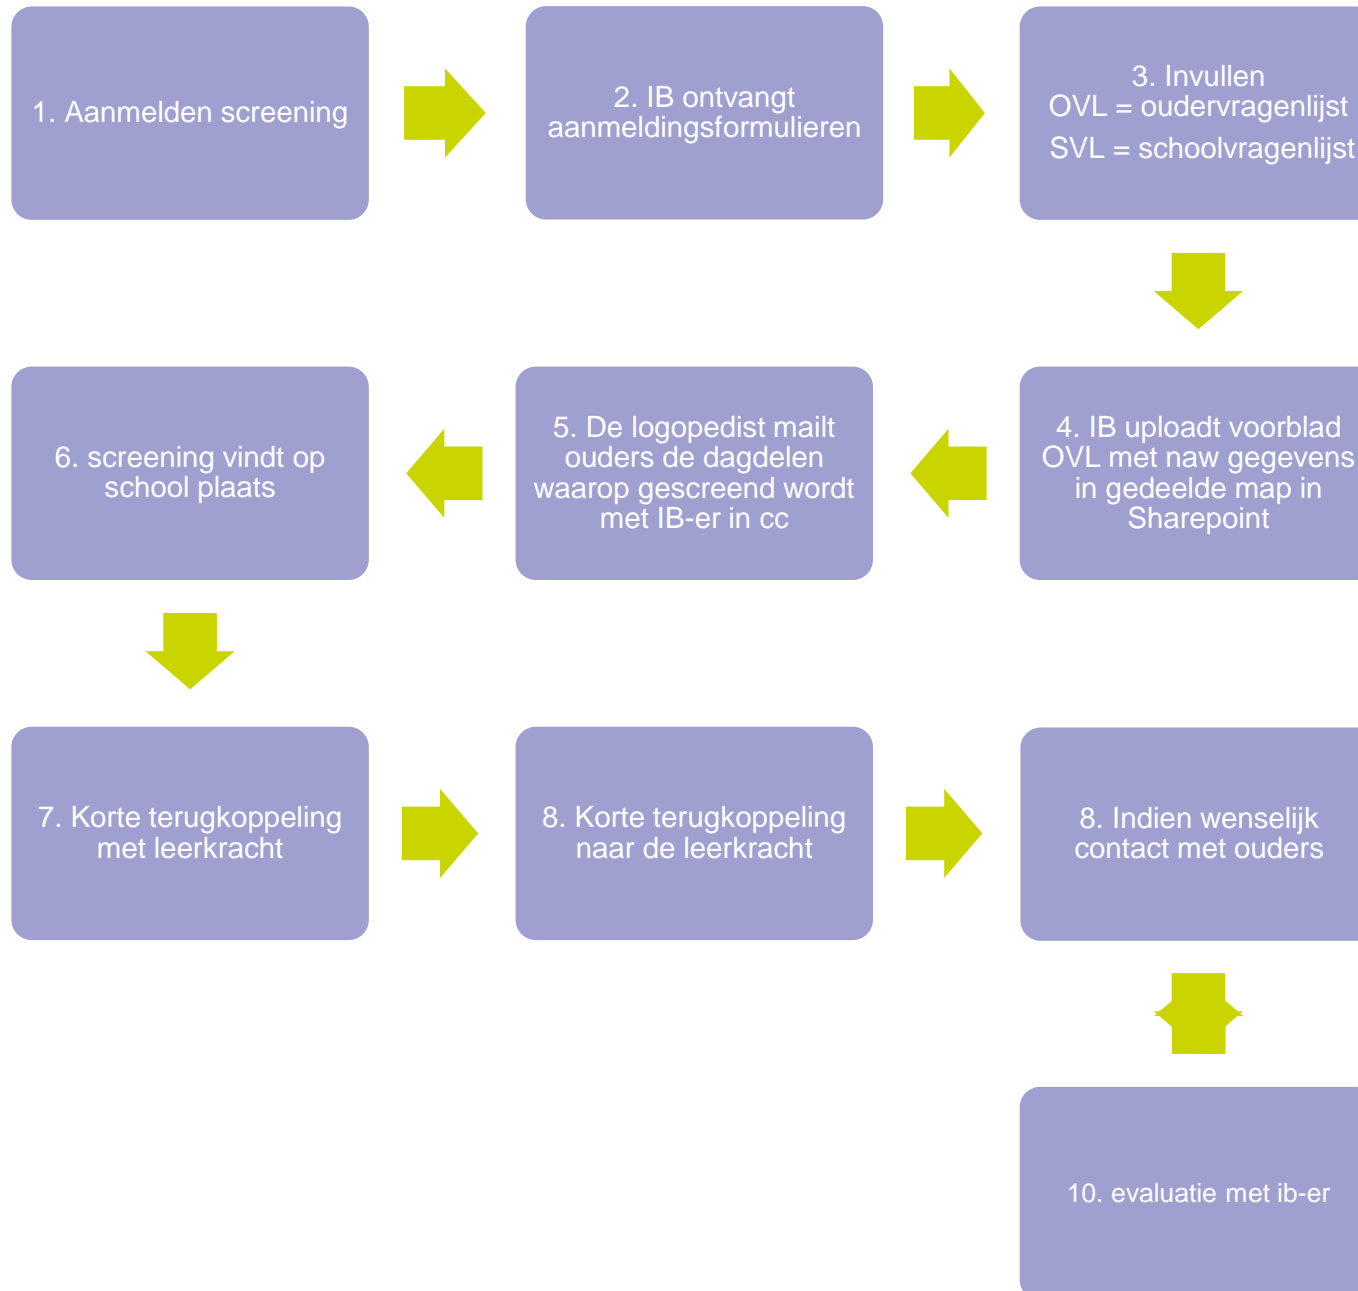 1. Aanmelden screening
2. IB ontvangt
aanmeldingsformulieren
3. Invullen
OVL = oudervragenlijst
SVL = schoolvragenlijst
4. IB uploadt voorblad
OVL met naw gegevens
in gedeelde map in
Sharepoint
5. De logopedist mailt
ouders de dagdelen
waarop gescreend wordt
met IB-er in cc
6. screening vindt op
school plaats
7. Korte terugkoppeling
met leerkracht
8. Korte terugkoppeling
naar de leerkracht
8. Indien wenselijk
contact met ouders
10. evaluatie met ib-er